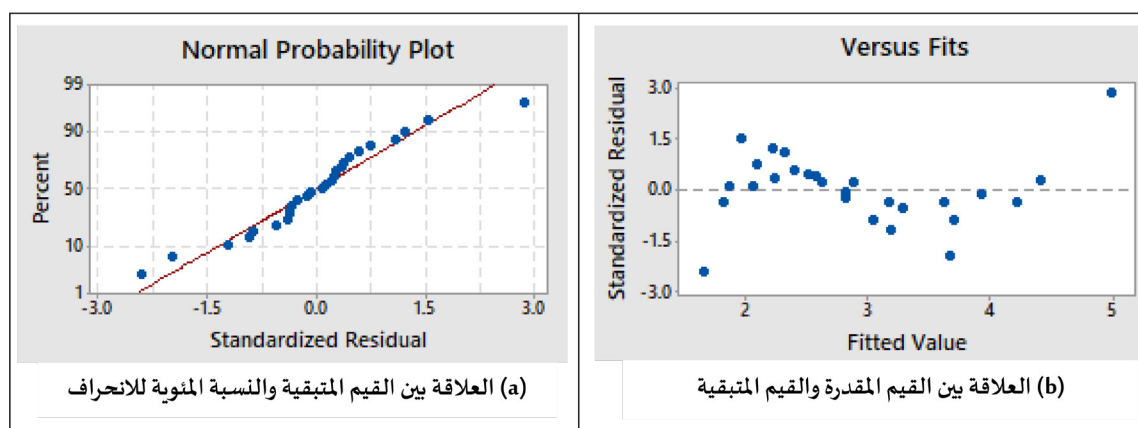 Normal Probability Plot
99
90
50
10
1
Percent
-3.0
-1.5
0.0
1.5
3.0
Standardized Residual
(a) العلاقة بين القيم المتبقية والنسبة المئوية للانحراف
Versus Fits
3.0
1.5
0.0
-1.5
-3.0
Standardized Residual
2
3
4
5
Fitted Value
(b) العلاقة بين القيم المقدرة والقيم المتبقية